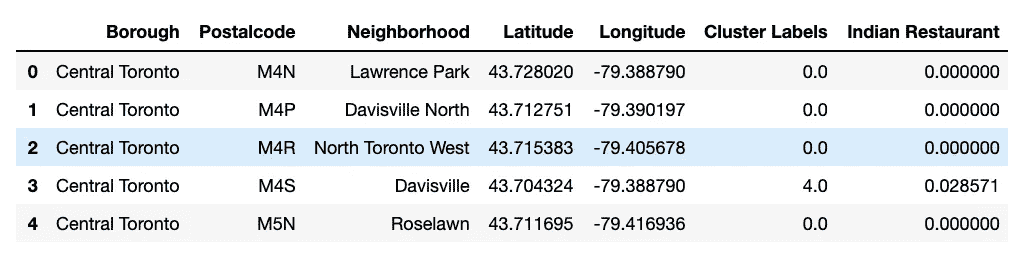 Borough Postalcode Neighborhood Latitude Longitude Cluster Labels Indian Restaurant
0 Central Toronto M4N Lawrence Park 43.728020 -79.388790 0.0 0.000000
1 Central Toronto M4P Davisville North 43.712751 -79.390197 0.0 0.000000
2 Central Toronto M4R North Toronto West 43.715383 -79.405678 0.0 0.000000
3 Central Toronto M4S Davisville 43.704324 -79.388790 4.0 0.028571
4 Central Toronto M5N Roselawn 43.711695 -79.416936 0.0 0.000000